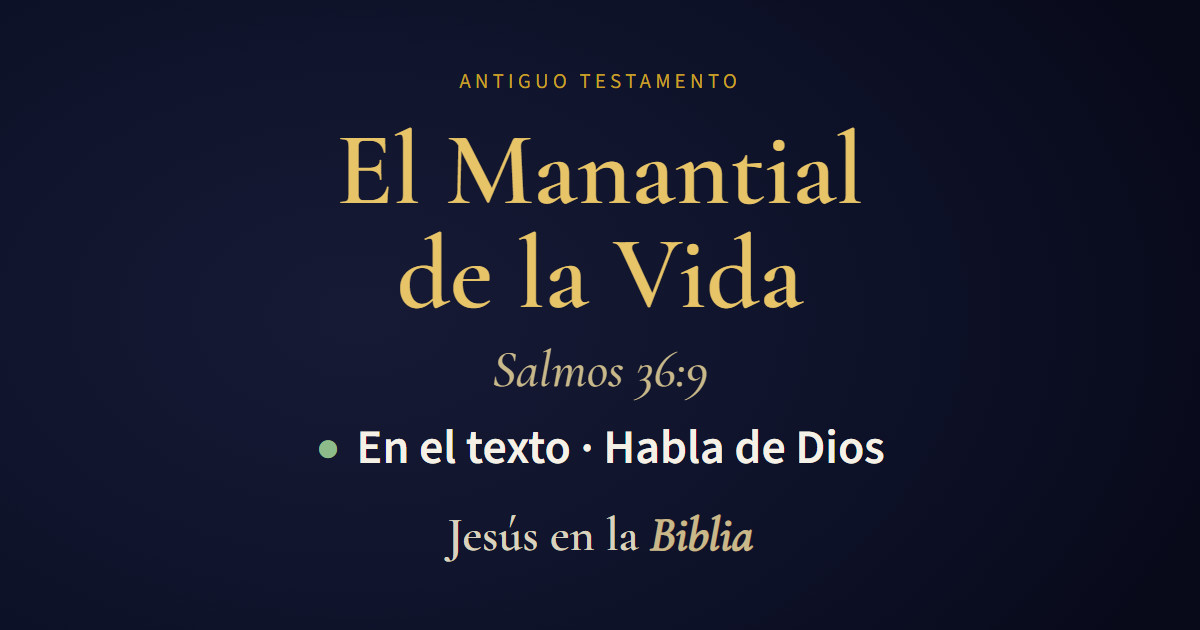 ANTIGUO TESTAMENTO
El Manantial
de la Vida
Salmos 36:9
En el texto · Habla de Dios
Jesús en la Biblia